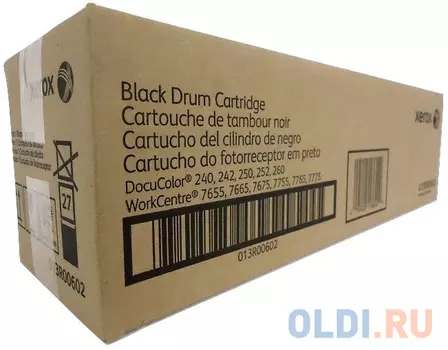 xerox
Black Drum Cartridge
Cartouche de tambour noir
Cartucho del cilindro de negro
Cartucho do fotorreceptor em preto
DocuColor® 240, 242, 250, 252, 260
WorkCentre® 7655, 7665, 7675, 7755, 7765, 7775
013R00602
27
xerox
OLDI.RU